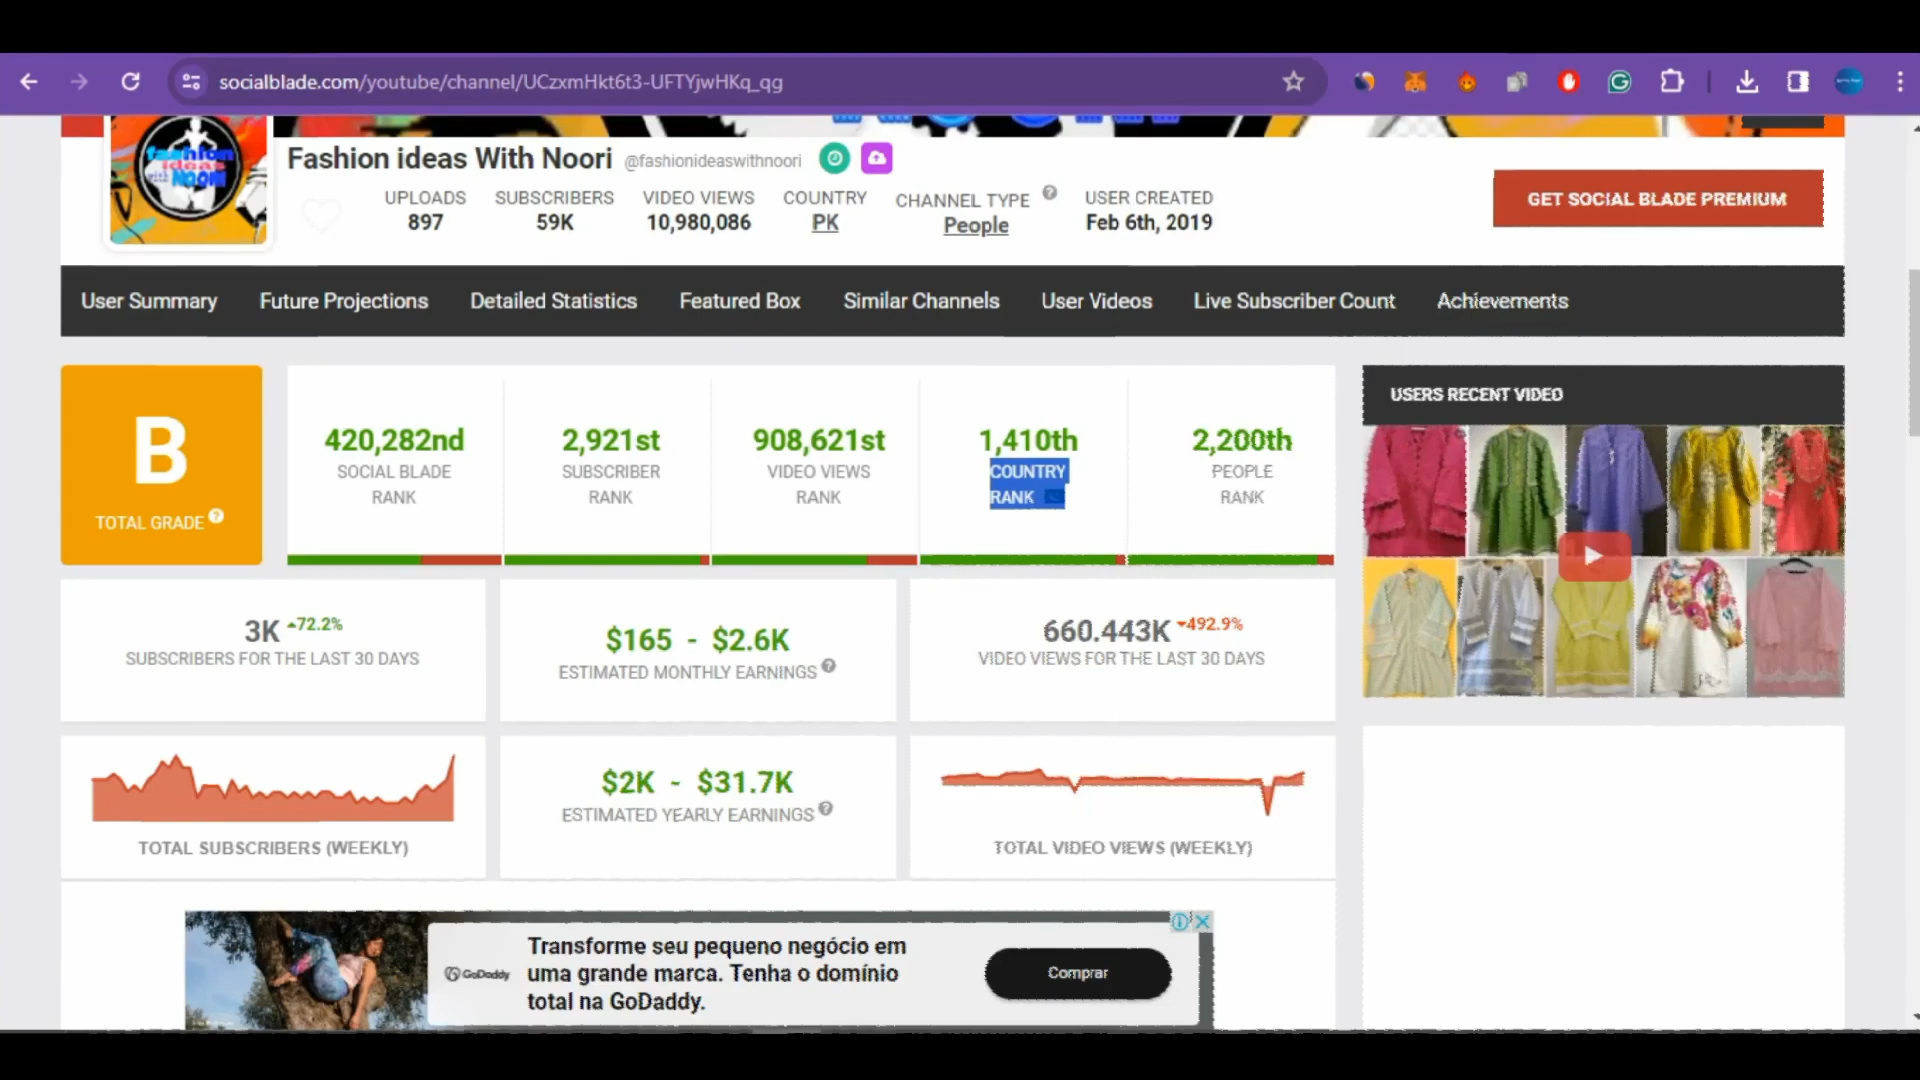 socialblade.com/youtube/channel/UCzxmHkt6t3-UFTYjwHKq_qg
fashion
ideas
with NOORI
Fashion ideas With Noori @fashionideaswithnoori
UPLOADS
897
SUBSCRIBERS
59K
VIDEO VIEWS
10,980,086
COUNTRY
PK
CHANNEL TYPE
People
USER CREATED
Feb 6th, 2019
GET SOCIAL BLADE PREMIUM
User Summary Future Projections Detailed Statistics Featured Box Similar Channels User Videos Live Subscriber Count Achievements
B
TOTAL GRADE
420,282nd
SOCIAL BLADE
RANK
2,921st
SUBSCRIBER
RANK
908,621st
VIDEO VIEWS
RANK
1,410th
COUNTRY
RANK
2,200th
PEOPLE
RANK
USERS RECENT VIDEO
3K 72.2%
SUBSCRIBERS FOR THE LAST 30 DAYS
$165 - $2.6K
ESTIMATED MONTHLY EARNINGS
660.443K 492.9%
VIDEO VIEWS FOR THE LAST 30 DAYS
TOTAL SUBSCRIBERS (WEEKLY)
$2K - $31.7K
ESTIMATED YEARLY EARNINGS
TOTAL VIDEO VIEWS (WEEKLY)
GoDaddy
Transforme seu pequeno negócio em
uma grande marca. Tenha o domínio
total na GoDaddy.
Comprar